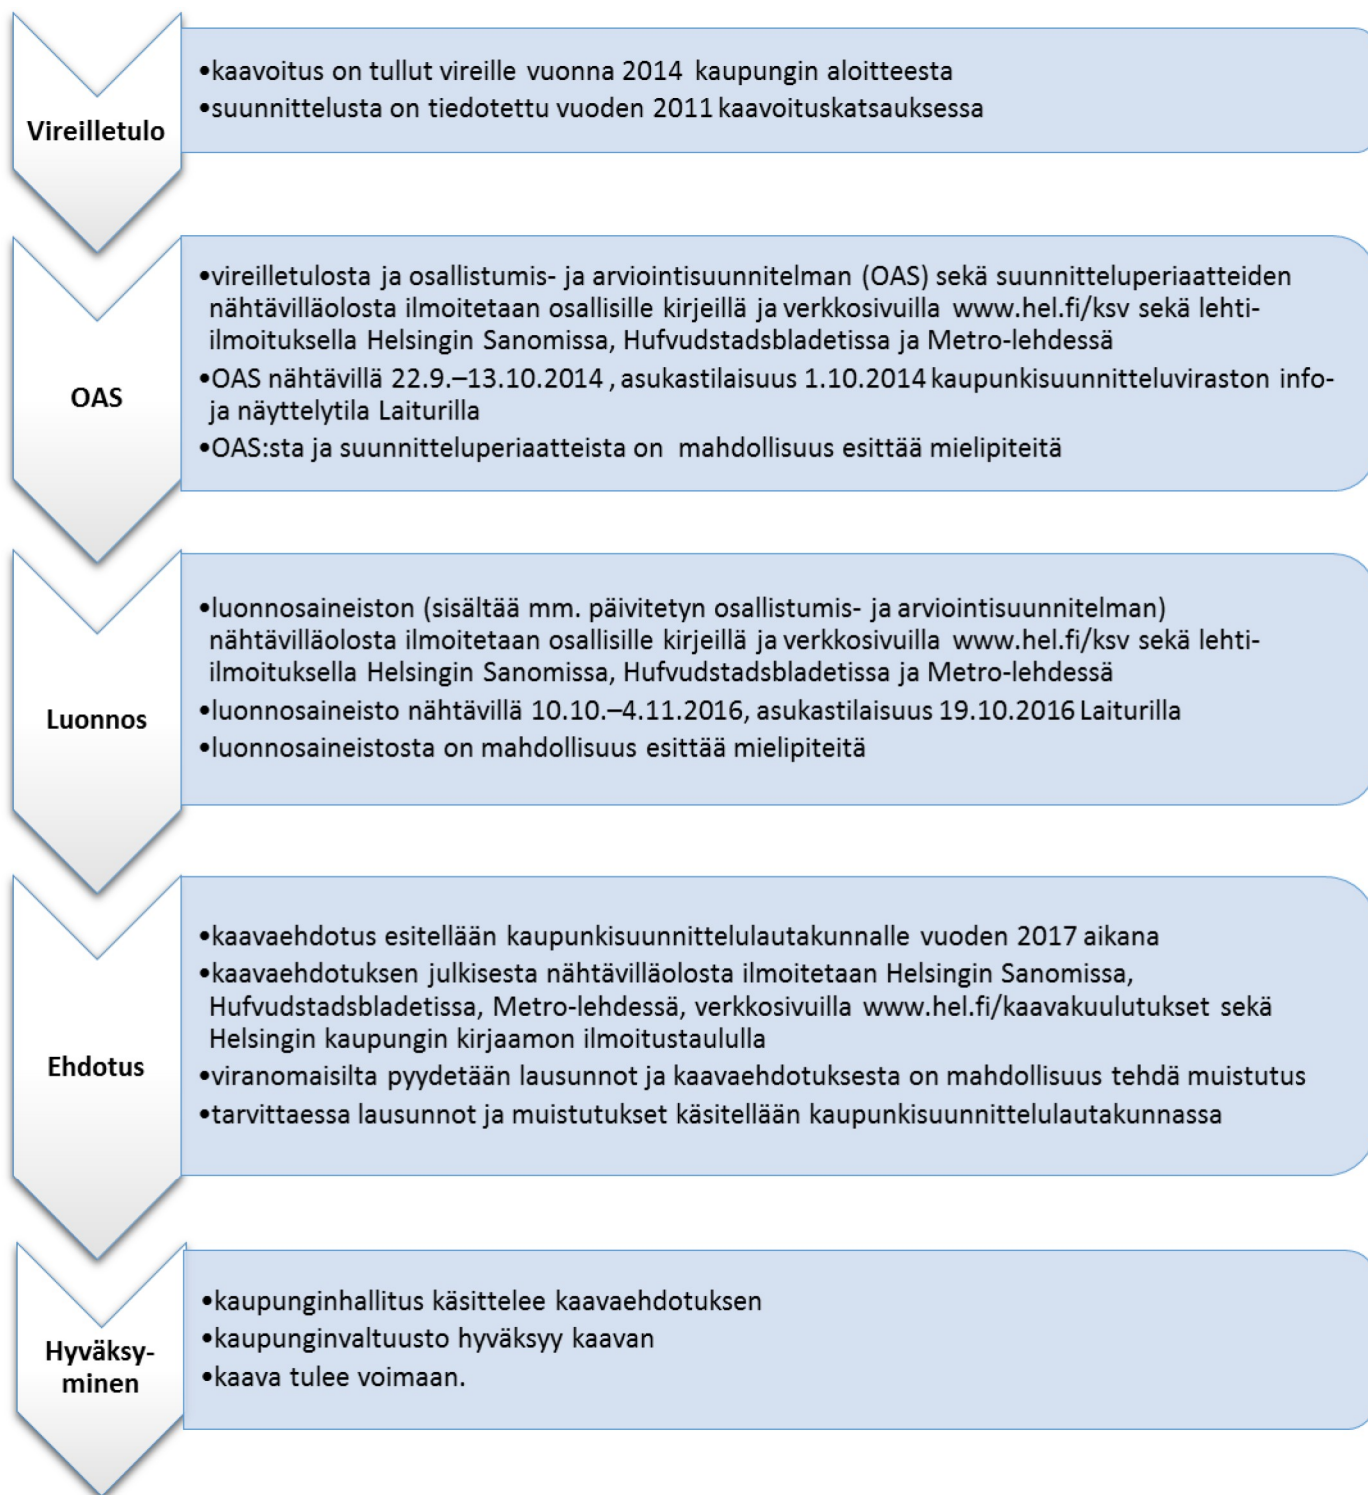 Vireilletulo
•kaavoitus on tullut vireille vuonna 2014 kaupungin aloitteesta
•suunnittelusta on tiedotettu vuoden 2011 kaavoituskatsauksessa
OAS
•vireilletulosta ja osallistumis- ja arviointisuunnitelman (OAS) sekä suunnitteluperiaatteiden
nähtävilläolosta ilmoitetaan osallisille kirjeillä ja verkkosivuilla www.hel.fi/ksv sekä lehti-
ilmoituksella Helsingin Sanomissa, Hufvudstadsbladetissa ja Metro-lehdessä
•OAS nähtävillä 22.9.–13.10.2014 , asukastilaisuus 1.10.2014 kaupunkisuunnitteluviraston info-
ja näyttelytila Laiturilla
•OAS:sta ja suunnitteluperiaatteista on mahdollisuus esittää mielipiteitä
Luonnos
•luonnosaineiston (sisältää mm. päivitetyn osallistumis- ja arviointisuunnitelman)
nähtävilläolosta ilmoitetaan osallisille kirjeillä ja verkkosivuilla www.hel.fi/ksv sekä lehti-
ilmoituksella Helsingin Sanomissa, Hufvudstadsbladetissa ja Metro-lehdessä
•luonnosaineisto nähtävillä 10.10.–4.11.2016, asukastilaisuus 19.10.2016 Laiturilla
•luonnosaineistosta on mahdollisuus esittää mielipiteitä
Ehdotus
•kaavaehdotus esitellään kaupunkisuunnittelulautakunnalle vuoden 2017 aikana
•kaavaehdotuksen julkisesta nähtävilläolosta ilmoitetaan Helsingin Sanomissa,
Hufvudstadsbladetissa, Metro-lehdessä, verkkosivuilla www.hel.fi/kaavakuulutukset sekä
Helsingin kaupungin kirjaamon ilmoitustaululla
•viranomaisilta pyydetään lausunnot ja kaavaehdotuksesta on mahdollisuus tehdä muistutus
•tarvittaessa lausunnot ja muistutukset käsitellään kaupunkisuunnittelulautakunnassa
Hyväksy-
minen
•kaupunginhallitus käsittelee kaavaehdotuksen
•kaupunginvaltuusto hyväksyy kaavan
•kaava tulee voimaan.